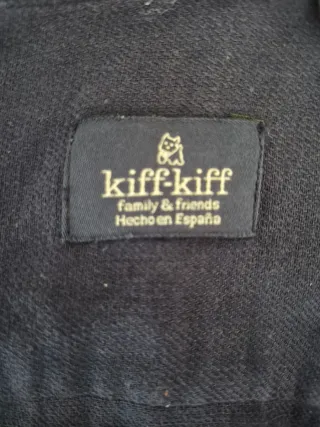 kiff-kiff
family & friends
Hecho en España